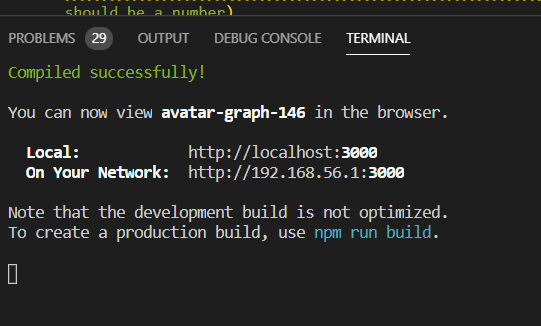 should be a number)
PROBLEMS 29 OUTPUT DEBUG CONSOLE TERMINAL
Compiled successfully!
You can now view avatar-graph-146 in the browser.
Local: http://localhost:3000
On Your Network: http://192.168.56.1:3000
Note that the development build is not optimized.
To create a production build, use npm run build.